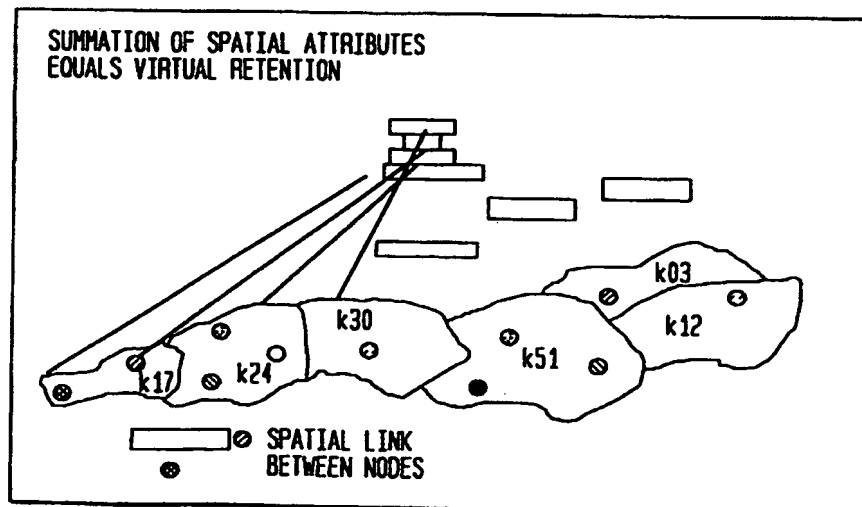 SUMMATION OF SPATIAL ATTRIBUTES
EQUALS VIRTUAL RETENTION
k03
k12
k30
k51
k17
k24
SPATIAL LINK
BETWEEN NODES